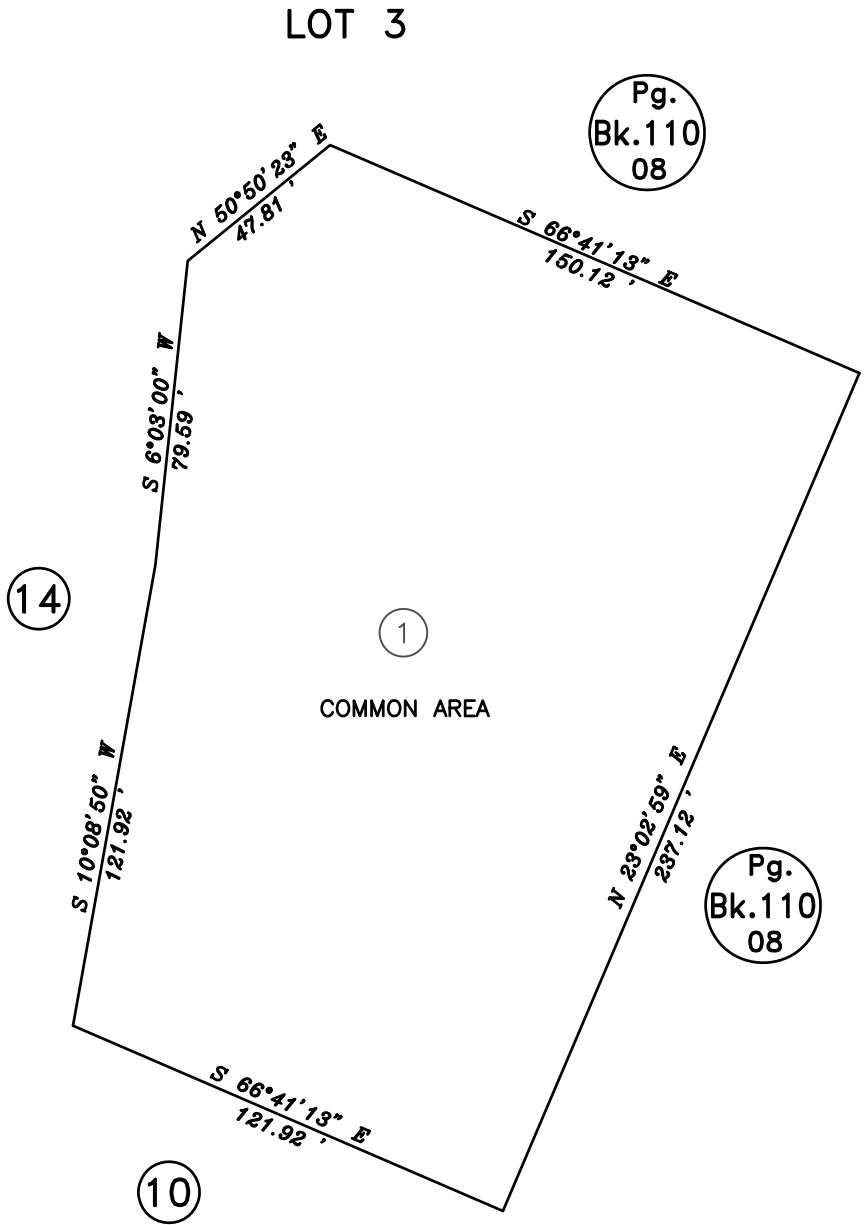 LOT 3
Pg.
Bk.110
08
N 50°50'23" E
47.81 '
S 66°41'13" E
150.12 '
S 6°03'00" W
79.59 '
14
1
COMMON AREA
S 10°08'50" W
121.92 '
N 23°02'59" E
237.12 '
Pg.
Bk.110
08
S 66°41'13" E
121.92 '
10